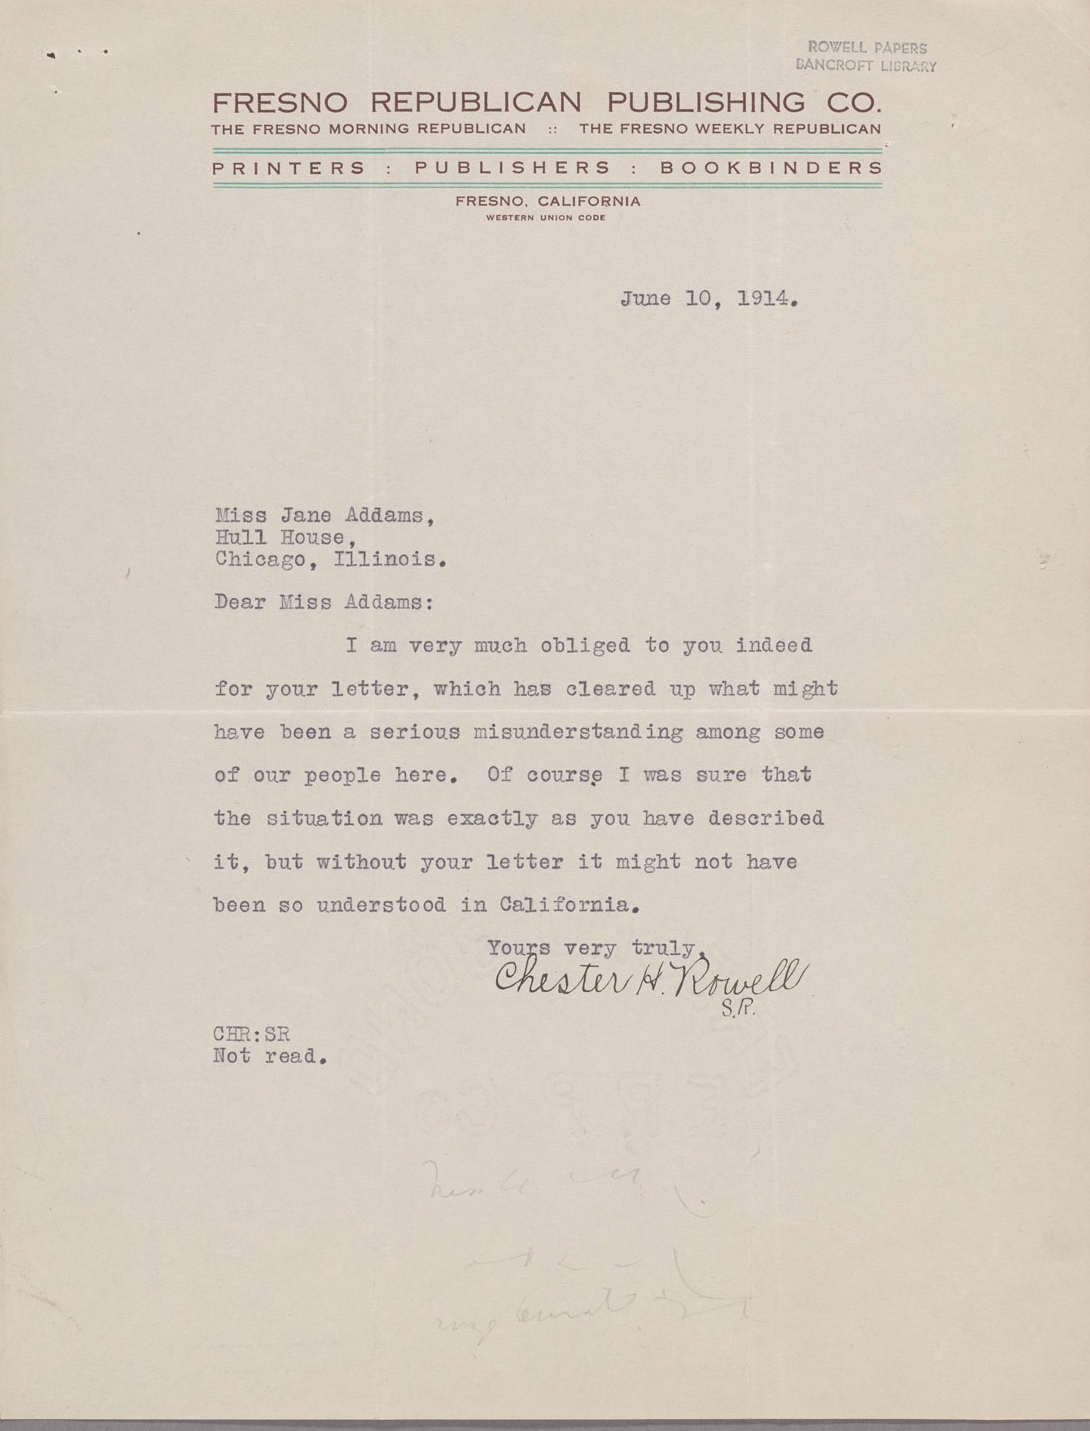 ROWELL PAPERS
BANCROFT LIBRARY
FRESNO REPUBLICAN PUBLISHING CO.
THE FRESNO MORNING REPUBLICAN :: THE FRESNO WEEKLY REPUBLICAN
PRINTERS : PUBLISHERS : BOOKBINDERS
FRESNO, CALIFORNIA
WESTERN UNION CODE
June 10, 1914.
Miss Jane Addams,
Hull House,
Chicago, Illinois.
Dear Miss Addams:
I am very much obliged to you indeed
for your letter, which has cleared up what might
have been a serious misunderstanding among some
of our people here. Of course I was sure that
the situation was exactly as you have described
it, but without your letter it might not have
been so understood in California.
Yours very truly,
Chester H. Rowell
S.R.
CHR:SR
Not read.